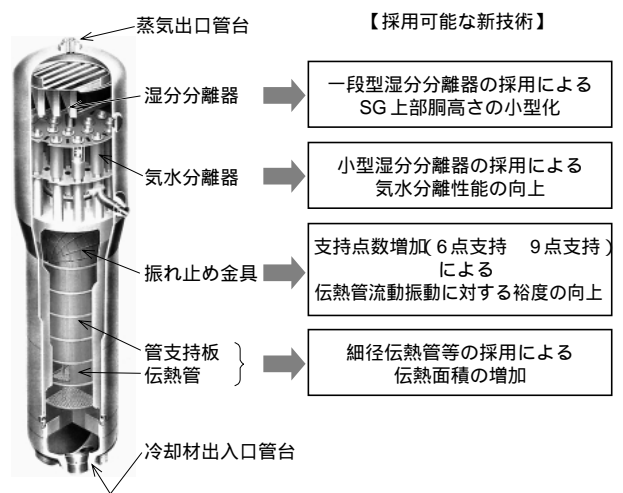 蒸気出口管台
【採用可能な新技術】
湿分分離器
一段型湿分分離器の採用による
SG上部胴高さの小型化
気水分離器
小型湿分分離器の採用による
気水分離性能の向上
振れ止め金具
支持点数増加(6点支持 9点支持)
による
伝熱管流動振動に対する裕度の向上
管支持板
伝熱管
細径伝熱管等の採用による
伝熱面積の増加
冷却材出入口管台